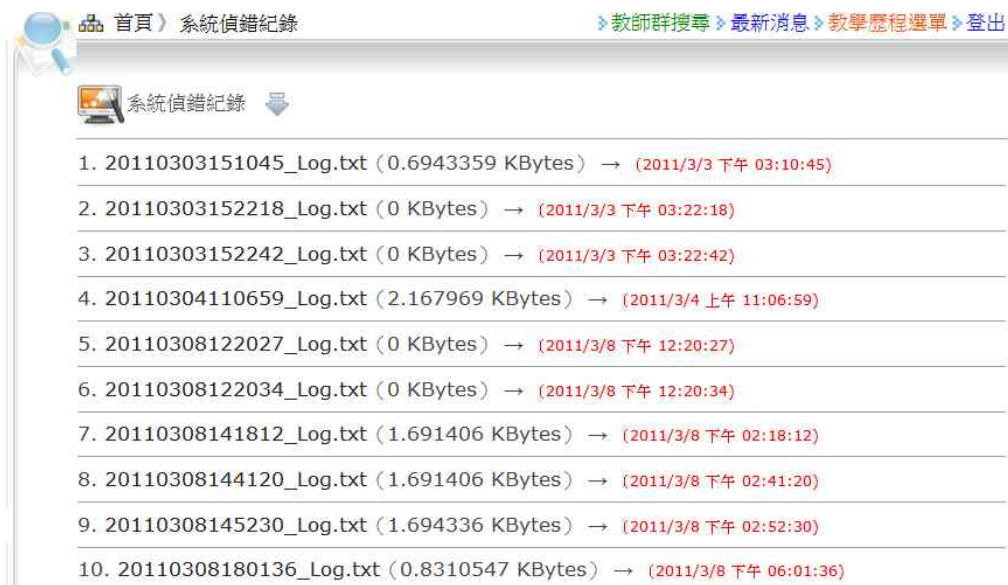 首頁》 系統偵錯紀錄 教師群搜尋 最新消息 教學歷程選單 登出
系統偵錯紀錄
1. 20110303151045_Log.txt (0.6943359 KBytes) → (2011/3/3 下午 03:10:45)
2. 20110303152218_Log.txt (0 KBytes) → (2011/3/3 下午 03:22:18)
3. 20110303152242_Log.txt (0 KBytes) → (2011/3/3 下午 03:22:42)
4. 20110304110659_Log.txt (2.167969 KBytes) → (2011/3/4 上午 11:06:59)
5. 20110308122027_Log.txt (0 KBytes) → (2011/3/8 下午 12:20:27)
6. 20110308122034_Log.txt (0 KBytes) → (2011/3/8 下午 12:20:34)
7. 20110308141812_Log.txt (1.691406 KBytes) → (2011/3/8 下午 02:18:12)
8. 20110308144120_Log.txt (1.691406 KBytes) → (2011/3/8 下午 02:41:20)
9. 20110308145230_Log.txt (1.694336 KBytes) → (2011/3/8 下午 02:52:30)
10. 20110308180136_Log.txt (0.8310547 KBytes) → (2011/3/8 下午 06:01:36)